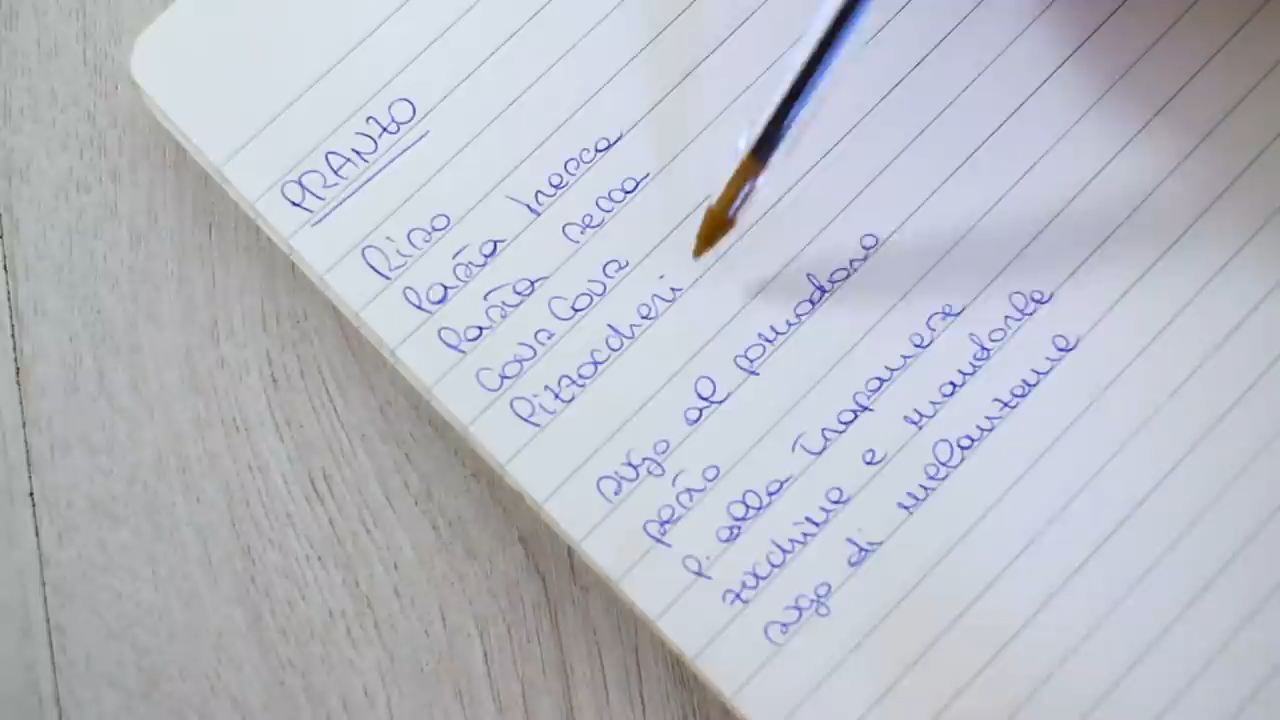 PRANZO
Riso
Pasta fresca
Pasta secca
Cous Cous
Pizzoccheri
sugo al pomodoro
pesto
p. alla trapanese
zucchine e mandorle
sugo di melanzane